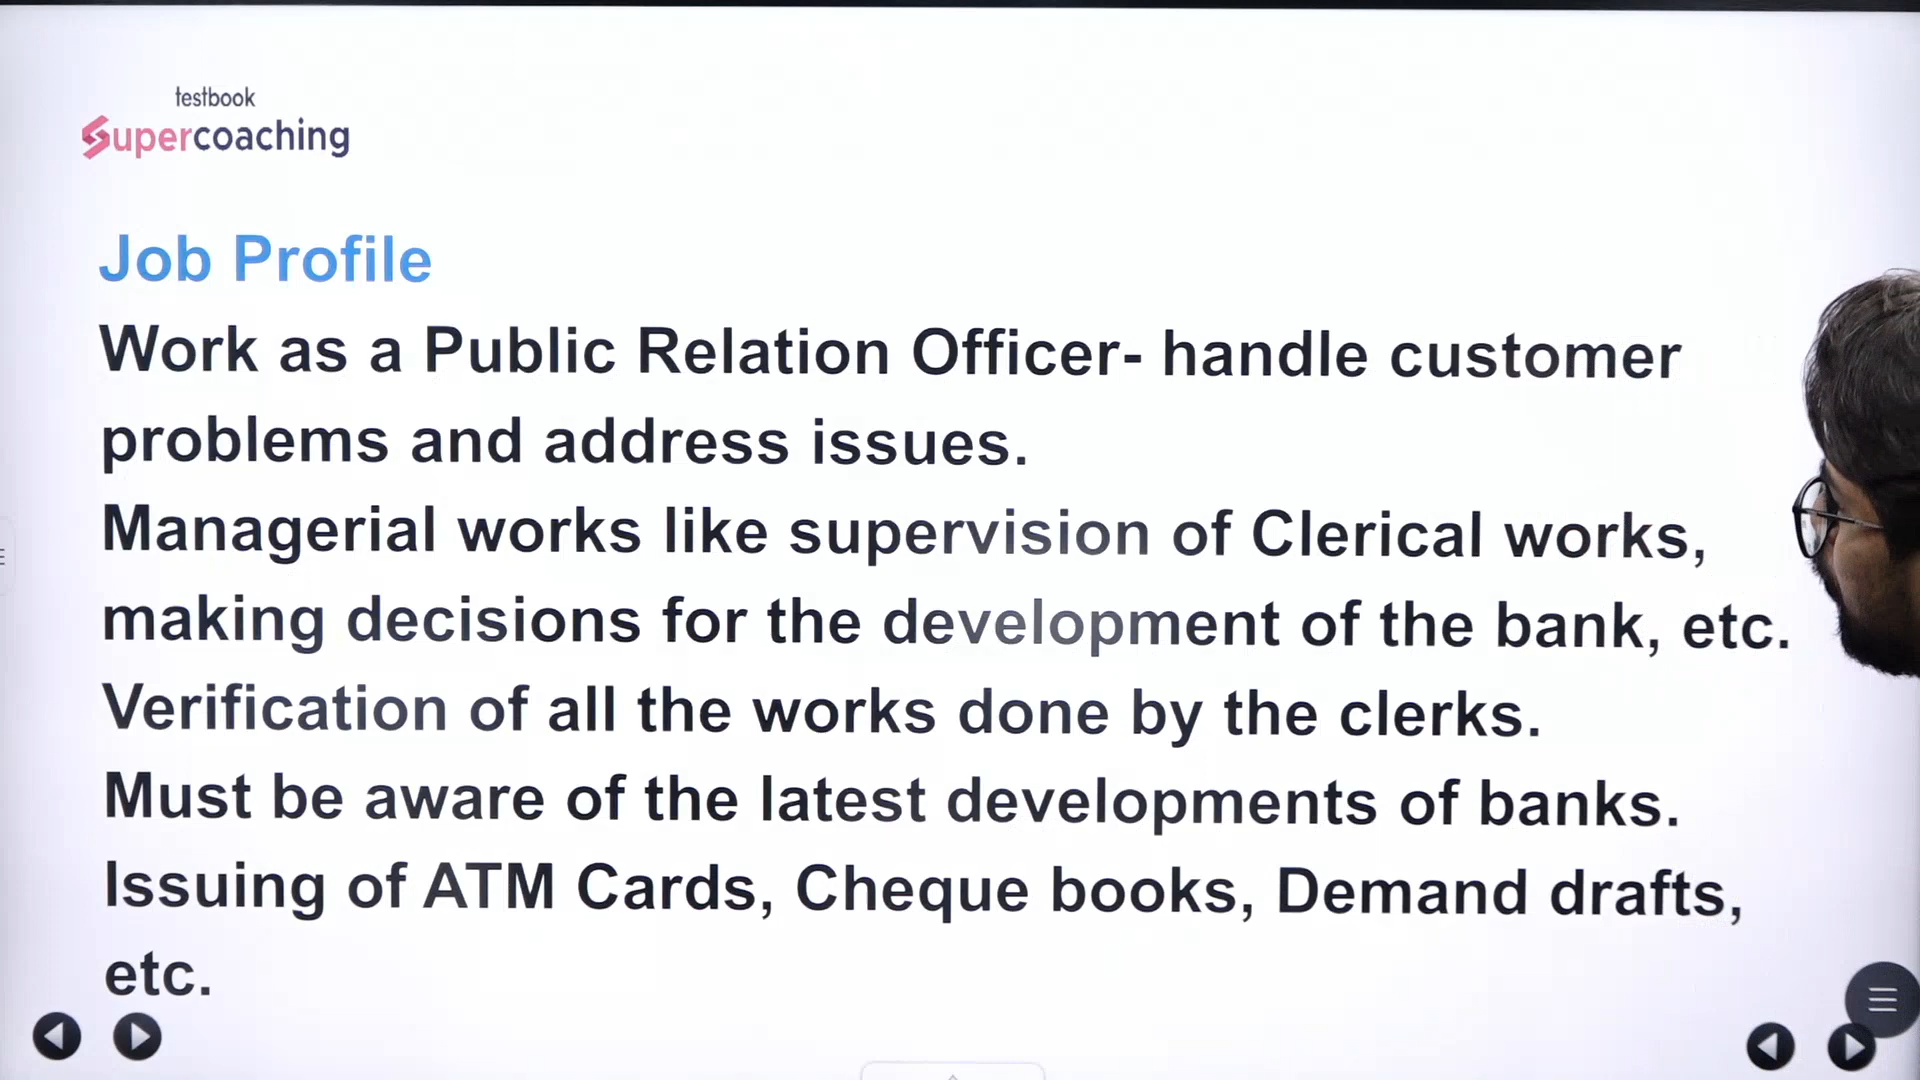 testbook
Supercoaching
Job Profile
Work as a Public Relation Officer- handle customer
problems and address issues.
Managerial works like supervision of Clerical works,
making decisions for the development of the bank, etc.
Verification of all the works done by the clerks.
Must be aware of the latest developments of banks.
Issuing of ATM Cards, Cheque books, Demand drafts,
etc.